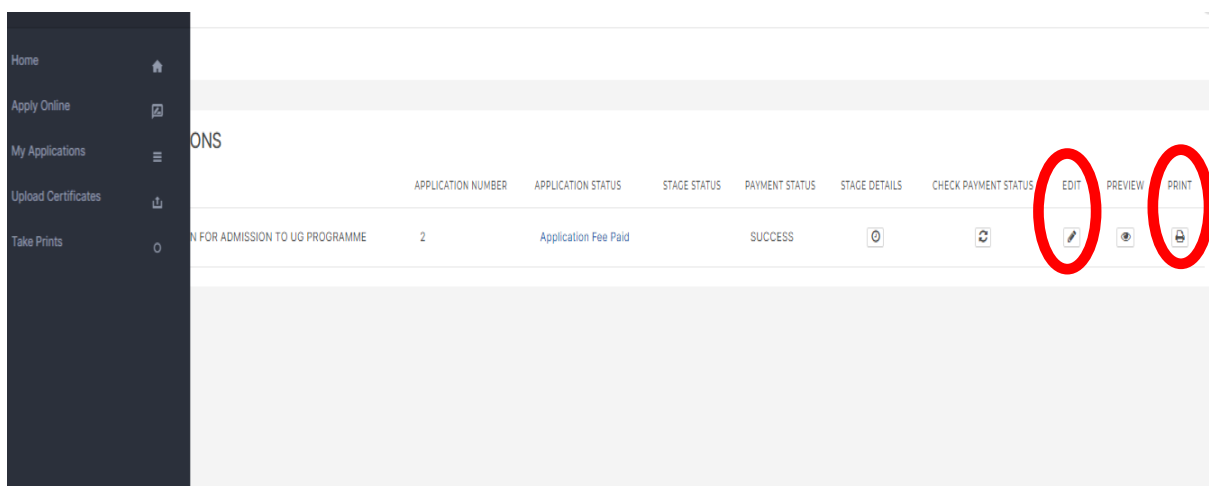 Home
Apply Online
My Applications
Upload Certificates
Take Prints
ONS
APPLICATION NUMBER APPLICATION STATUS STAGE STATUS PAYMENT STATUS STAGE DETAILS CHECK PAYMENT STATUS EDIT PREVIEW PRINT
N FOR ADMISSION TO UG PROGRAMME 2 Application Fee Paid SUCCESS